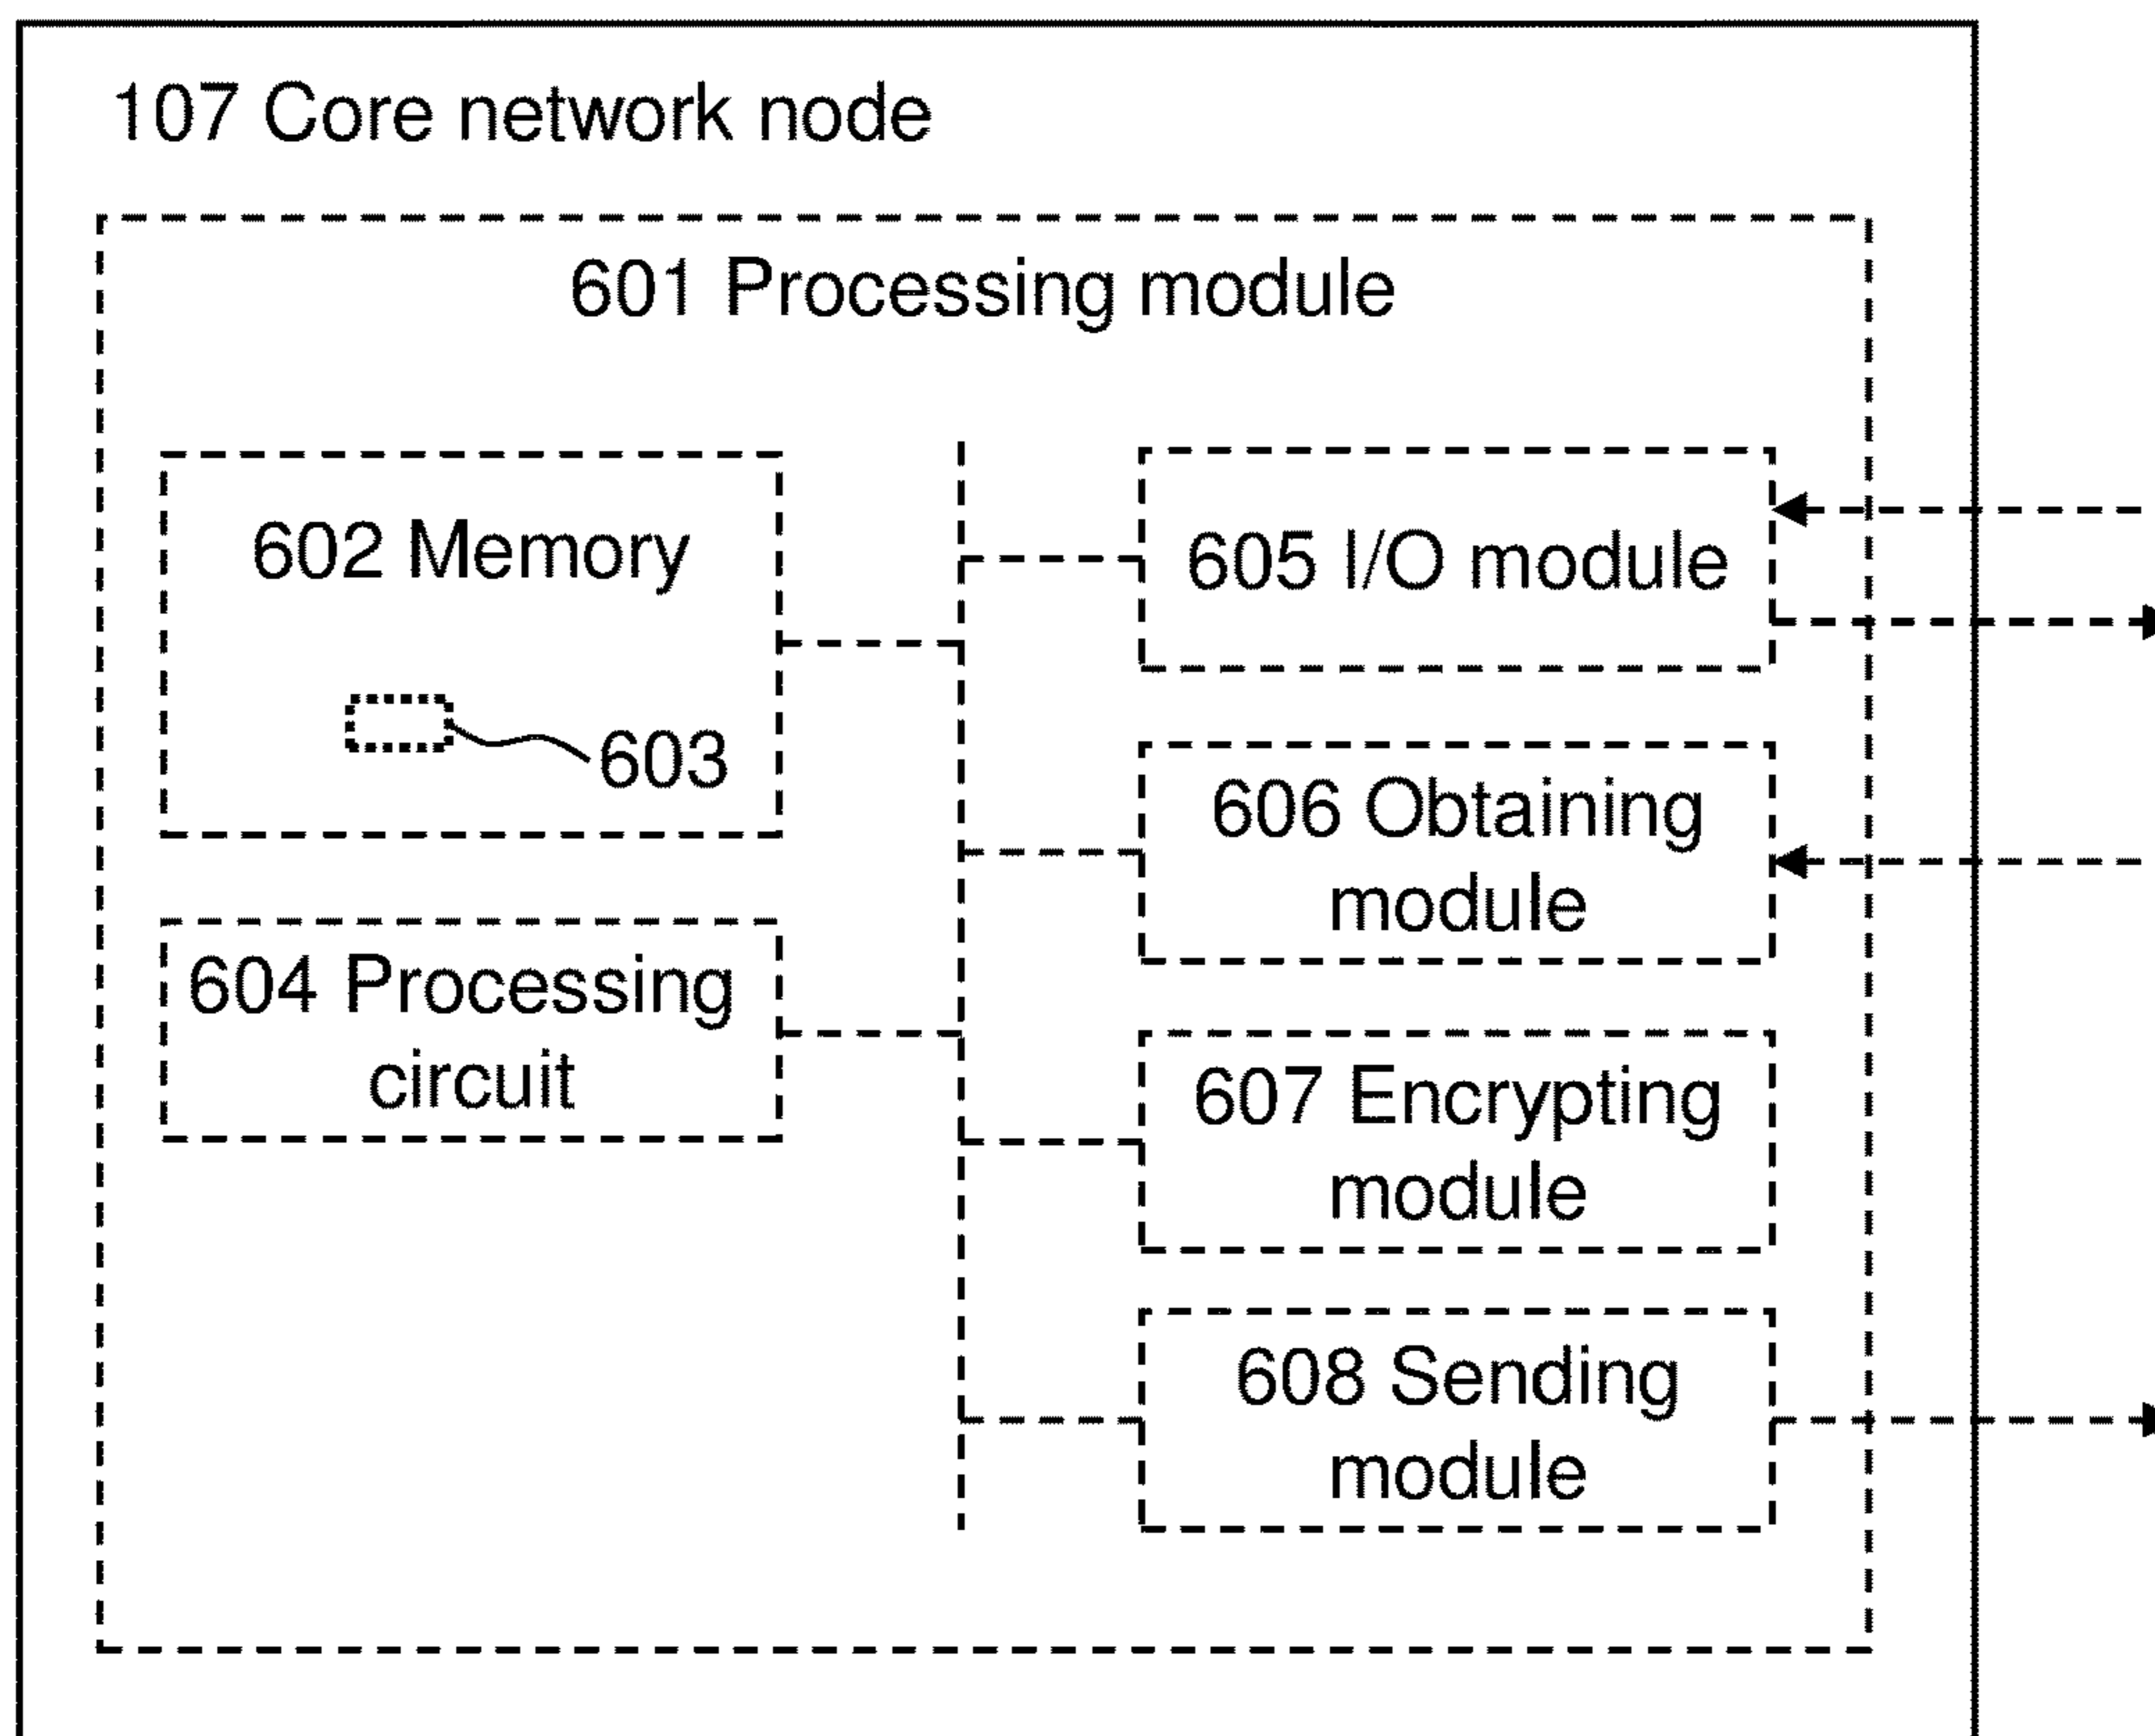 107 Core network node
601 Processing module
602 Memory
603
604 Processing
circuit
605 I/O module
606 Obtaining
module
607 Encrypting
module
608 Sending
module